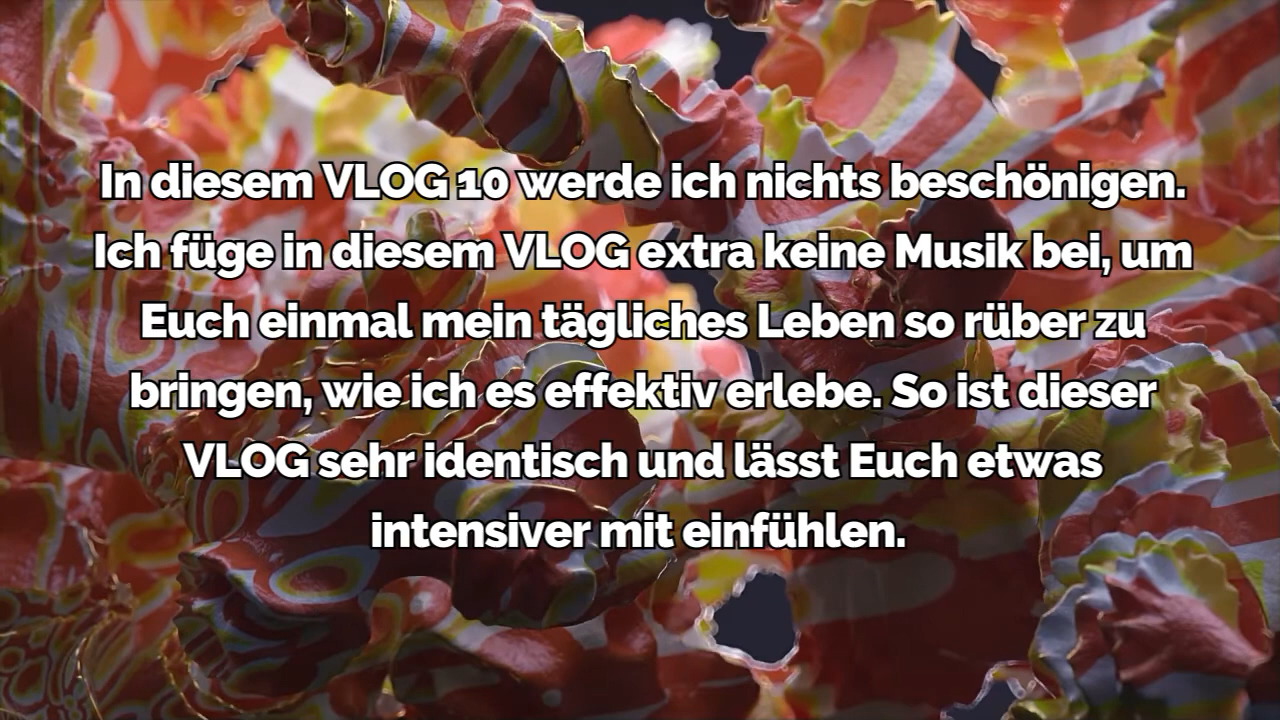 In diesem VLOG 10 werde ich nichts beschönigen.
Ich füge in diesem VLOG extra keine Musik bei, um
Euch einmal mein tägliches Leben so rüber zu
bringen, wie ich es effektiv erlebe. So ist dieser
VLOG sehr identisch und lässt Euch etwas
intensiver mit einfühlen.